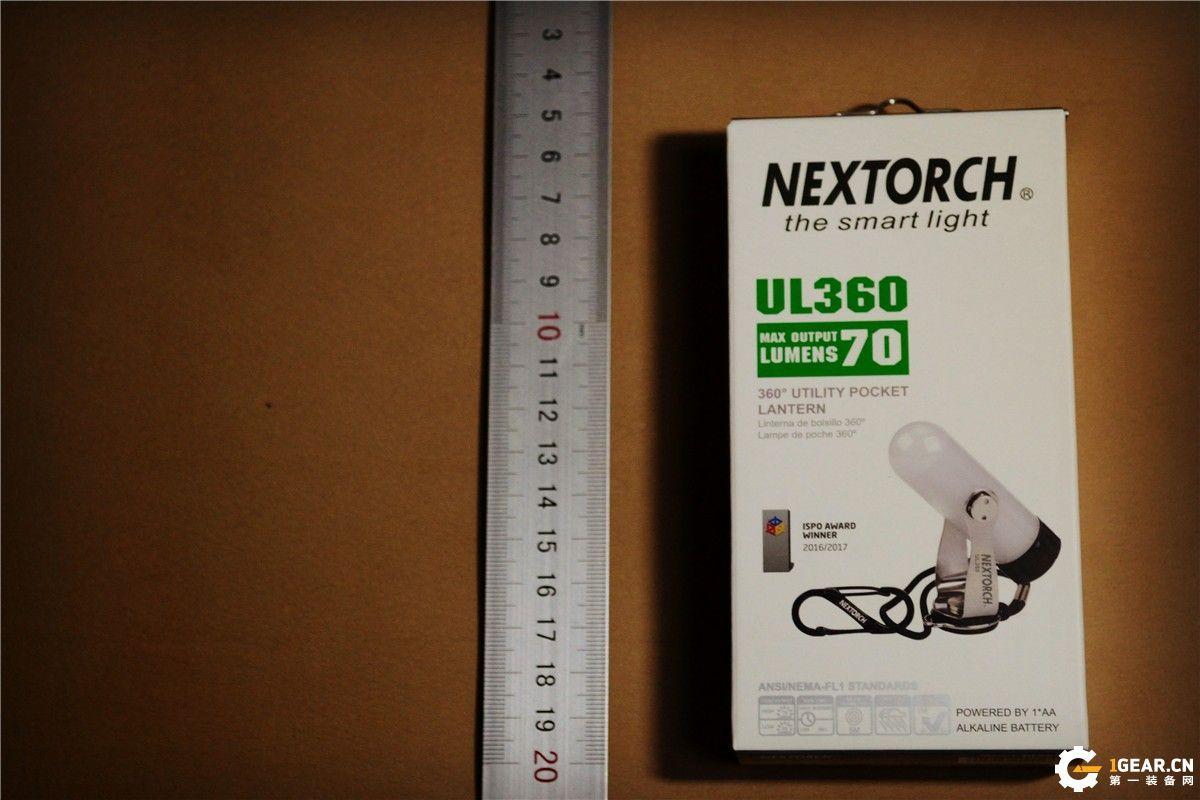 3
4
5
6
7
8
9
10
11
12
13
14
15
16
17
18
19
20
NEXTORCH®
the smart light
UL360
MAX OUTPUT
LUMENS 70
360° UTILITY POCKET
LANTERN
Linterna de bolsillo 360°
Lampe de poche 360°
ISPO AWARD
WINNER
2016/2017
NEXTORCH
UL360
NEXTORCH
ANSI/NEMA-FL1 STANDARDS
POWERED BY 1*AA
ALKALINE BATTERY
1GEAR.CN
第一装备网